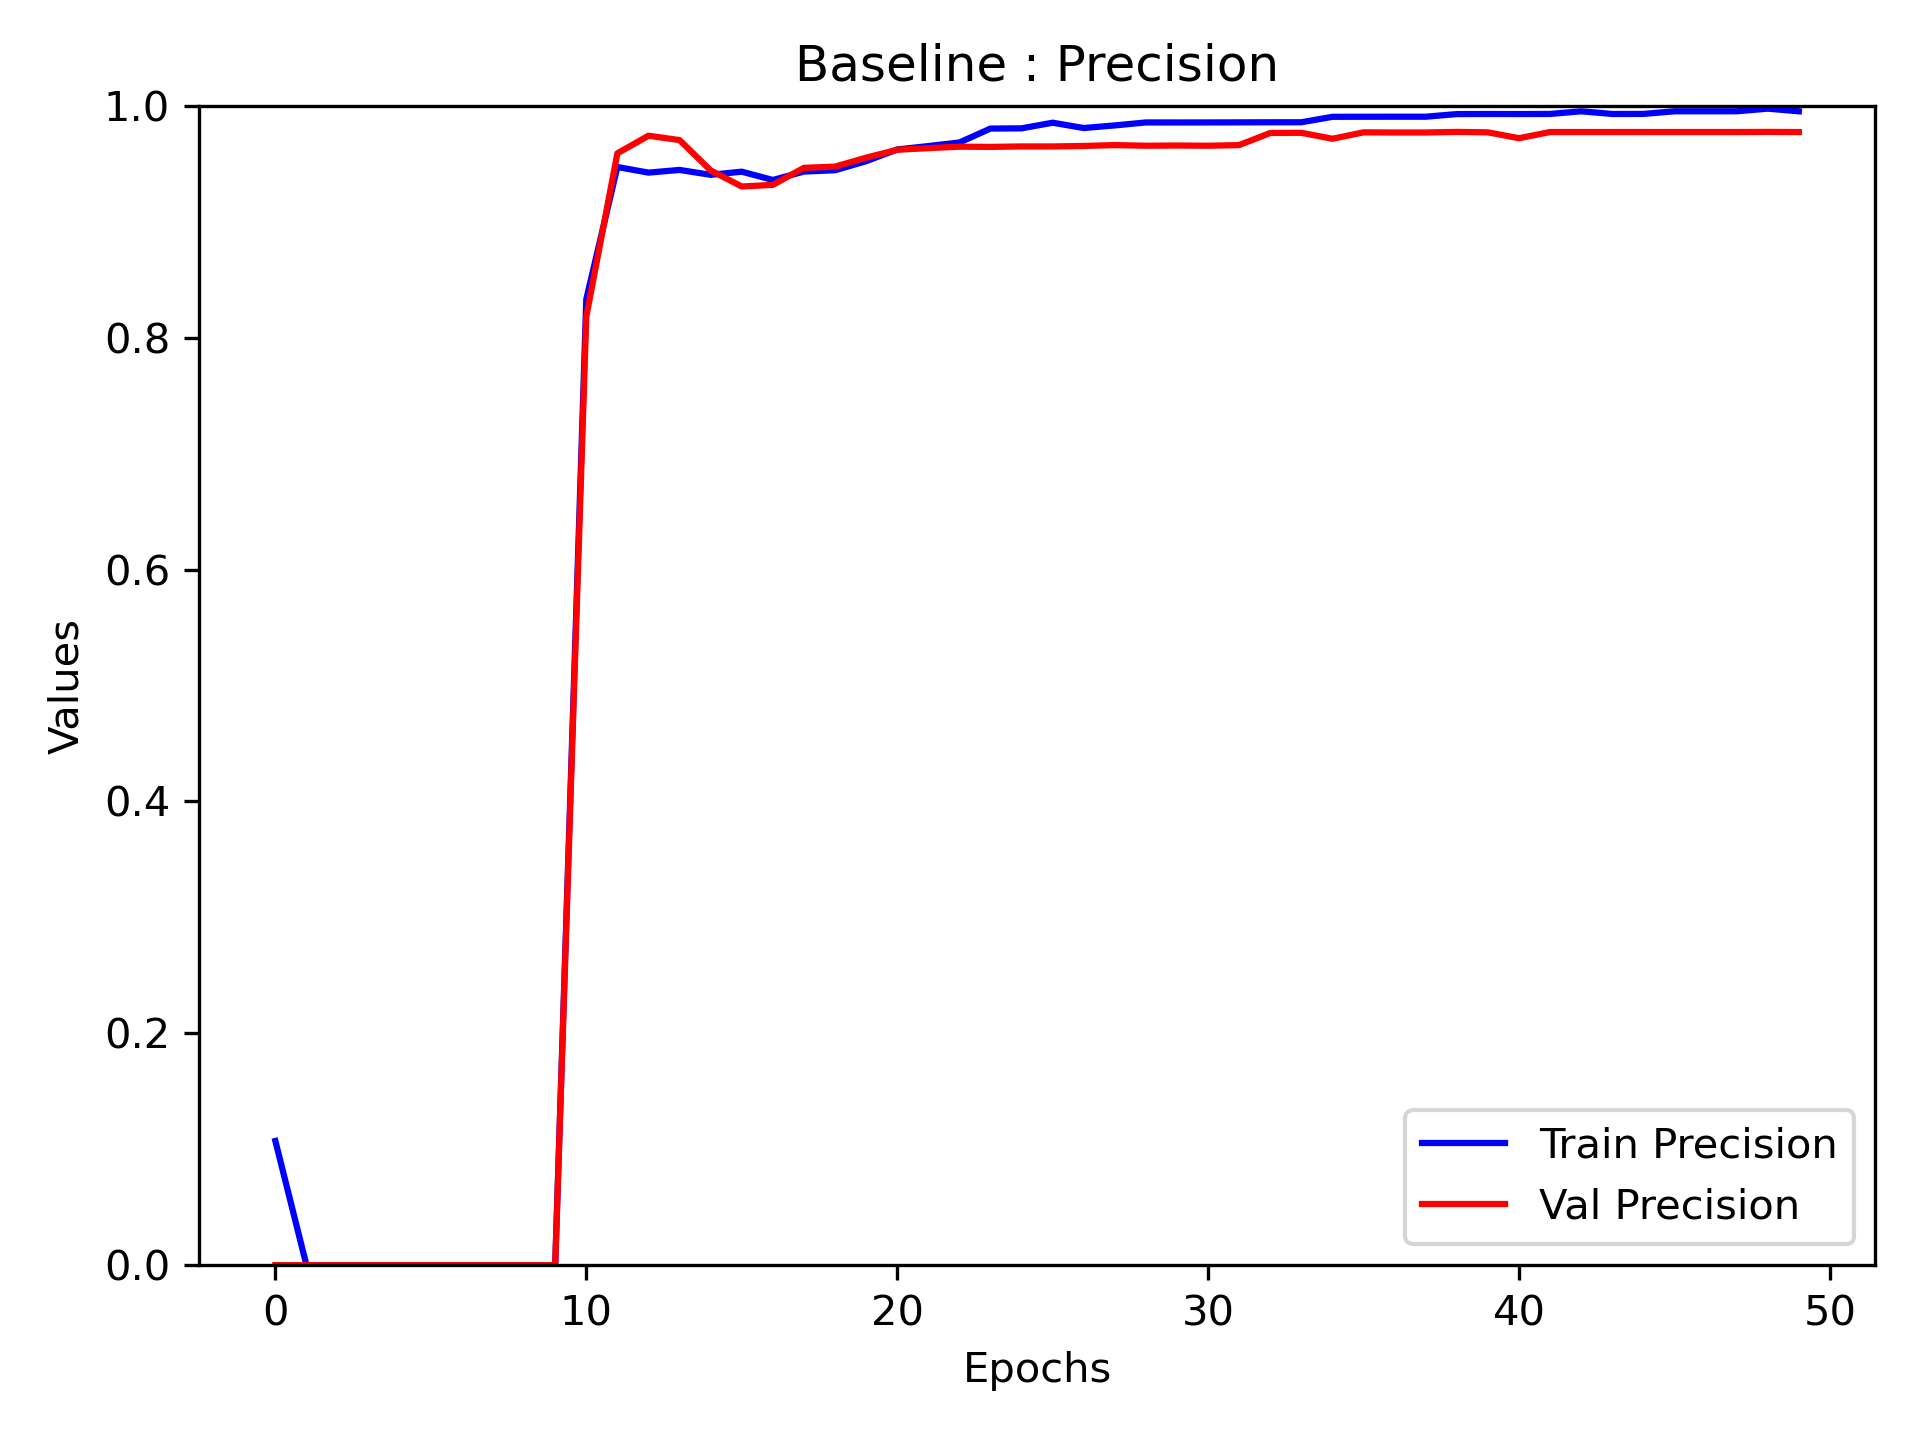 Baseline : Precision
1.0
0.8
0.6
0.4
0.2
0.0
Values
0 10 20 30 40 50
Epochs
Train Precision
Val Precision